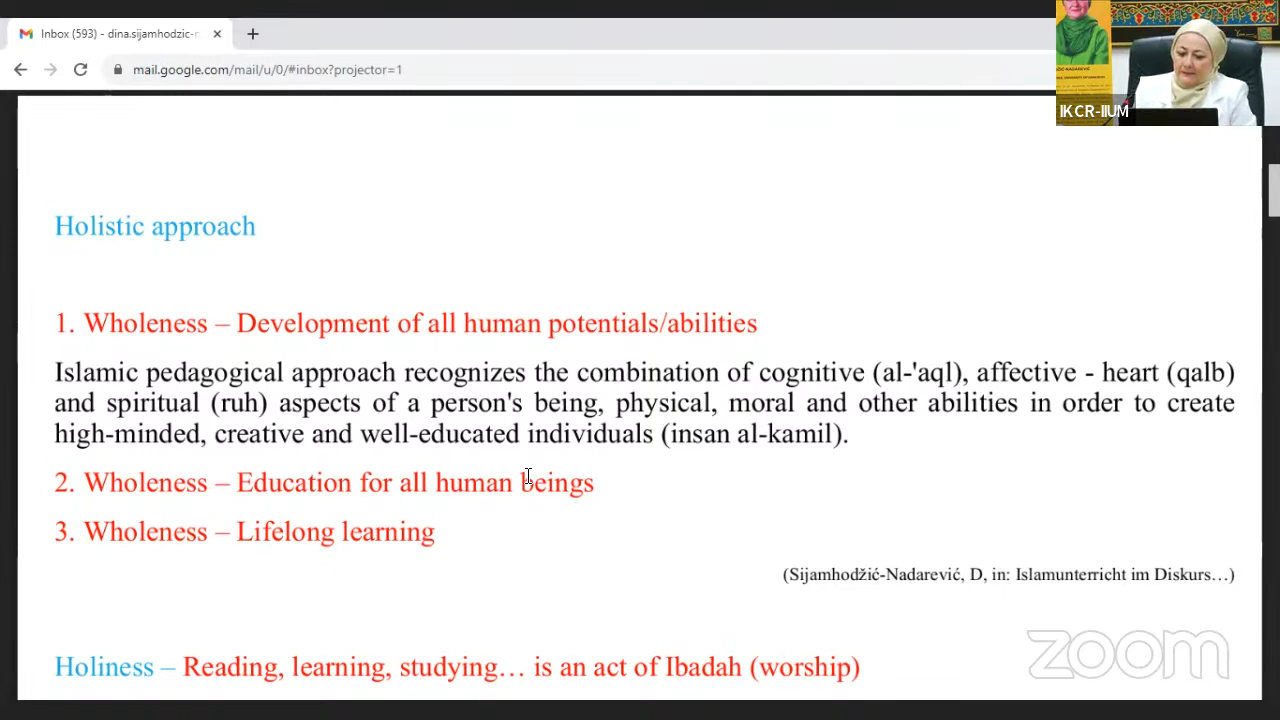 Inbox (593) - dina.sijamhodzic-
mail.google.com/mail/u/0/#inbox?projector=1
IKCR-IIUM
Holistic approach
1. Wholeness – Development of all human potentials/abilities
Islamic pedagogical approach recognizes the combination of cognitive (al-'aql), affective - heart (qalb)
and spiritual (ruh) aspects of a person's being, physical, moral and other abilities in order to create
high-minded, creative and well-educated individuals (insan al-kamil).
2. Wholeness – Education for all human beings
3. Wholeness – Lifelong learning
(Sijamhodžić-Nadarević, D, in: Islamunterricht im Diskurs…)
zoom
Holiness – Reading, learning, studying… is an act of Ibadah (worship)